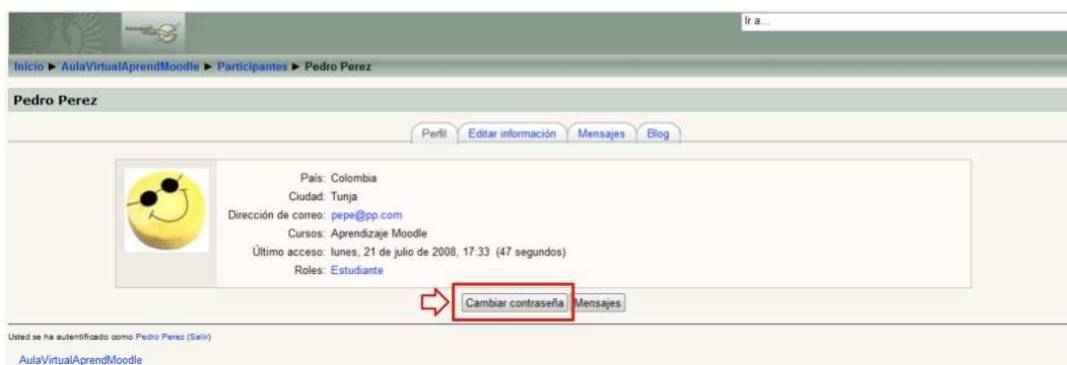 Ir a...
Inicio ► AulaVirtualAprendMoodle ► Participantes ► Pedro Perez
Pedro Perez
Perfil Editar información Mensajes Blog
País: Colombia
Ciudad: Tunja
Dirección de correo: pepe@pp.com
Cursos: Aprendizaje Moodle
Último acceso: lunes, 21 de julio de 2008, 17:33 (47 segundos)
Roles: Estudiante
Cambiar contraseña Mensajes
Usted se ha autentificado como Pedro Perez (Salir)
AulaVirtualAprendMoodle